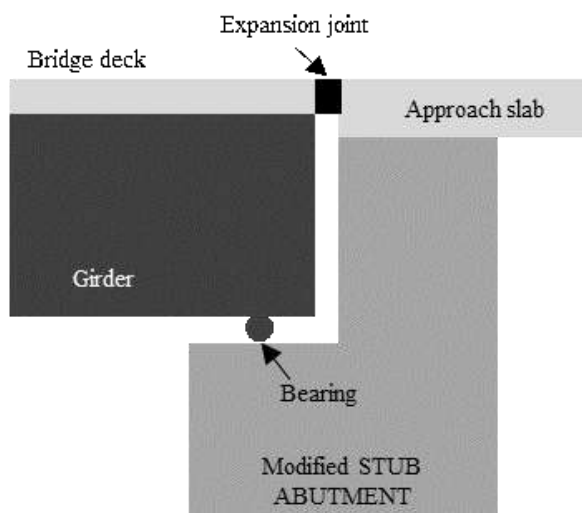 Expansion joint
Bridge deck
Approach slab
Girder
Bearing
Modified STUB
ABUTMENT